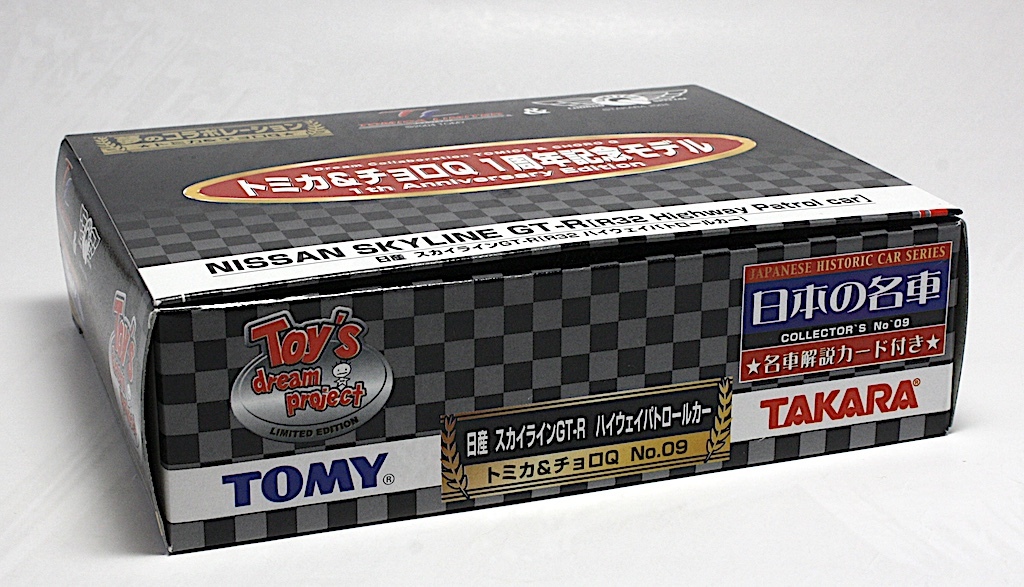 夢のコラボレーション
&
Dream Collaboration TOMICA & CHORO Q
トミカ&チョロQ 1周年記念モデル
1th Anniversary Edition
NISSAN SKYLINE GT-R[R32 Highway Patrol car]
日産 スカイラインGT-R[R32 ハイウェイパトロールカー]
Toy's
dream
project
LIMITED EDITION
TOMY®
日産 スカイラインGT-R ハイウェイパトロールカー
トミカ&チョロQ No.09
JAPANESE HISTORIC CAR SERIES
日本の名車
COLLECTOR`S No`09
★名車解説カード付き★
TAKARA®